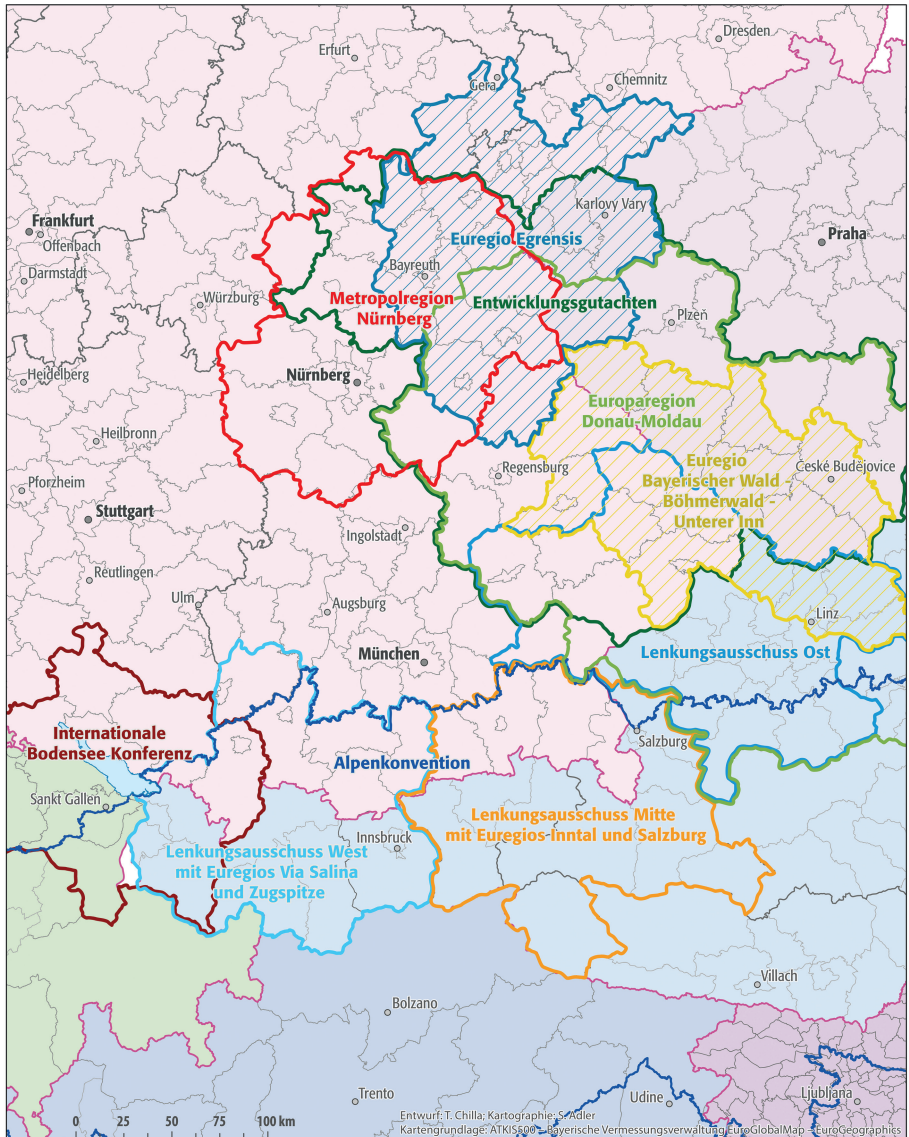 Dresden
Erfurt
Gera
Chemnitz
Karlovy Vary
Frankfurt
Offenbach
Praha
Euregio Egrensis
Bayreuth
Darmstadt
Würzburg
Metropolregion
Nürnberg
Entwicklungsgutachten
Plzeň
Heidelberg
Nürnberg
Europaregion
Donau-Moldau
Heilbronn
Regensburg
Euregio
Bayerischer Wald -
Böhmerwald -
Unterer Inn
České Budějovice
Pforzheim
Stuttgart
Ingolstadt
Reutlingen
Ulm
Augsburg
Linz
München
Lenkungsausschuss Ost
Internationale
Bodensee Konferenz
Salzburg
Alpenkonvention
Sankt Gallen
Lenkungsausschuss Mitte
mit Euregios Inntal und Salzburg
Innsbruck
Lenkungsausschuss West
mit Euregios Via Salina
und Zugspitze
Villach
Bolzano
Trento
Udine
Ljubljana
0 25 50 75 100 km
Entwurf: T. Chilla; Kartographie: S. Adler
Kartengrundlage: ATKIS500 – Bayerische Vermessungsverwaltung EuroGlobalMap – EuroGeographics